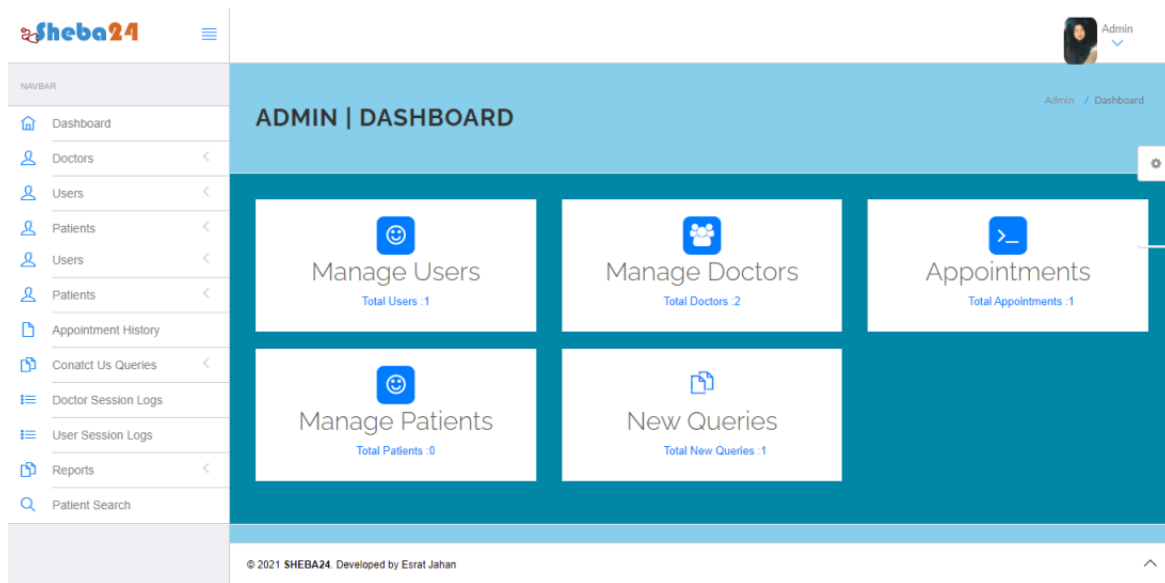 Sheba24
Admin
NAVBAR
Dashboard
Doctors
Users
Patients
Users
Patients
Appointment History
Conatct Us Queries
Doctor Session Logs
User Session Logs
Reports
Patient Search
ADMIN | DASHBOARD
Admin / Dashboard
Manage Users
Total Users :1
Manage Doctors
Total Doctors :2
Appointments
Total Appointments :1
Manage Patients
Total Patients :0
New Queries
Total New Queries :1
© 2021 SHEBA24. Developed by Esrat Jahan